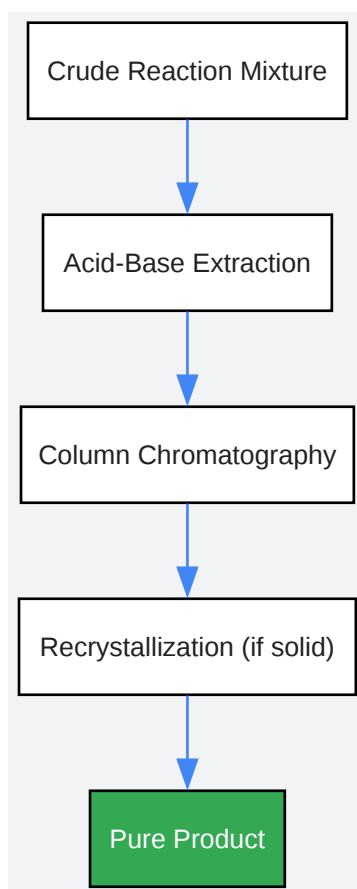 Crude Reaction Mixture
Acid-Base Extraction
Column Chromatography
Recrystallization (if solid)
Pure Product